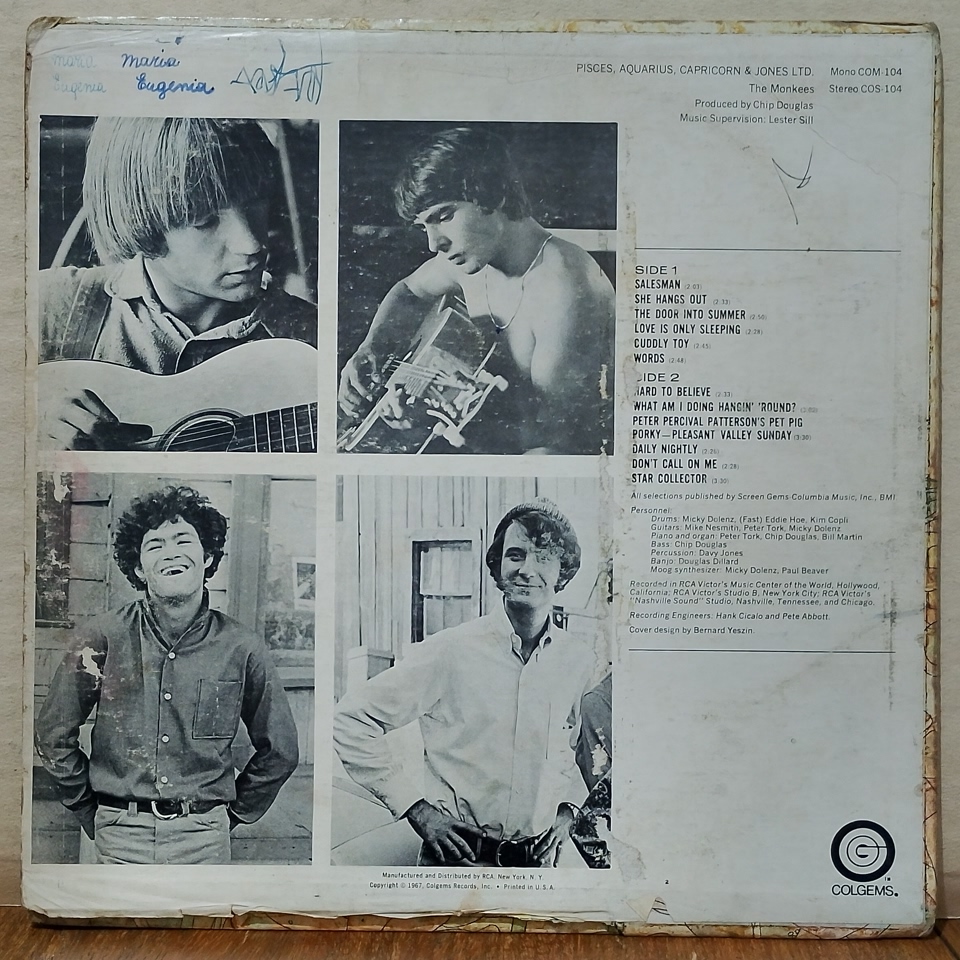 maria maria
Eugenia Eugenia
PISCES, AQUARIUS, CAPRICORN & JONES LTD. Mono COM-104
The Monkees Stereo COS-104
Produced by Chip Douglas
Music Supervision: Lester Sill
SIDE 1
SALESMAN (2:03)
SHE HANGS OUT (2:33)
THE DOOR INTO SUMMER (2:50)
LOVE IS ONLY SLEEPING (2:28)
CUDDLY TOY (2:45)
WORDS (2:48)
SIDE 2
HARD TO BELIEVE (2:33)
WHAT AM I DOING HANGIN' 'ROUND? (3:02)
PETER PERCIVAL PATTERSON'S PET PIG
PORKY—PLEASANT VALLEY SUNDAY (3:30)
DAILY NIGHTLY (2:25)
DON'T CALL ON ME (2:28)
STAR COLLECTOR (3:30)
All selections published by Screen Gems-Columbia Music, Inc., BMI
Personnel:
Drums: Micky Dolenz, (Fast) Eddie Hoe, Kim Copli
Guitars: Mike Nesmith, Peter Tork, Micky Dolenz
Piano and organ: Peter Tork, Chip Douglas, Bill Martin
Bass: Chip Douglas
Percussion: Davy Jones
Banjo: Douglas Dillard
Moog synthesizer: Micky Dolenz, Paul Beaver
Recorded in RCA Victor's Music Center of the World, Hollywood,
California; RCA Victor's Studio B, New York City; RCA Victor's
"Nashville Sound" Studio, Nashville, Tennessee, and Chicago.
Recording Engineers: Hank Cicalo and Pete Abbott.
Cover design by Bernard Yeszin.
COLGEMS
Manufactured and Distributed by RCA, New York, N. Y.
Copyright © 1967, Colgems Records, Inc. • Printed in U.S.A.
2